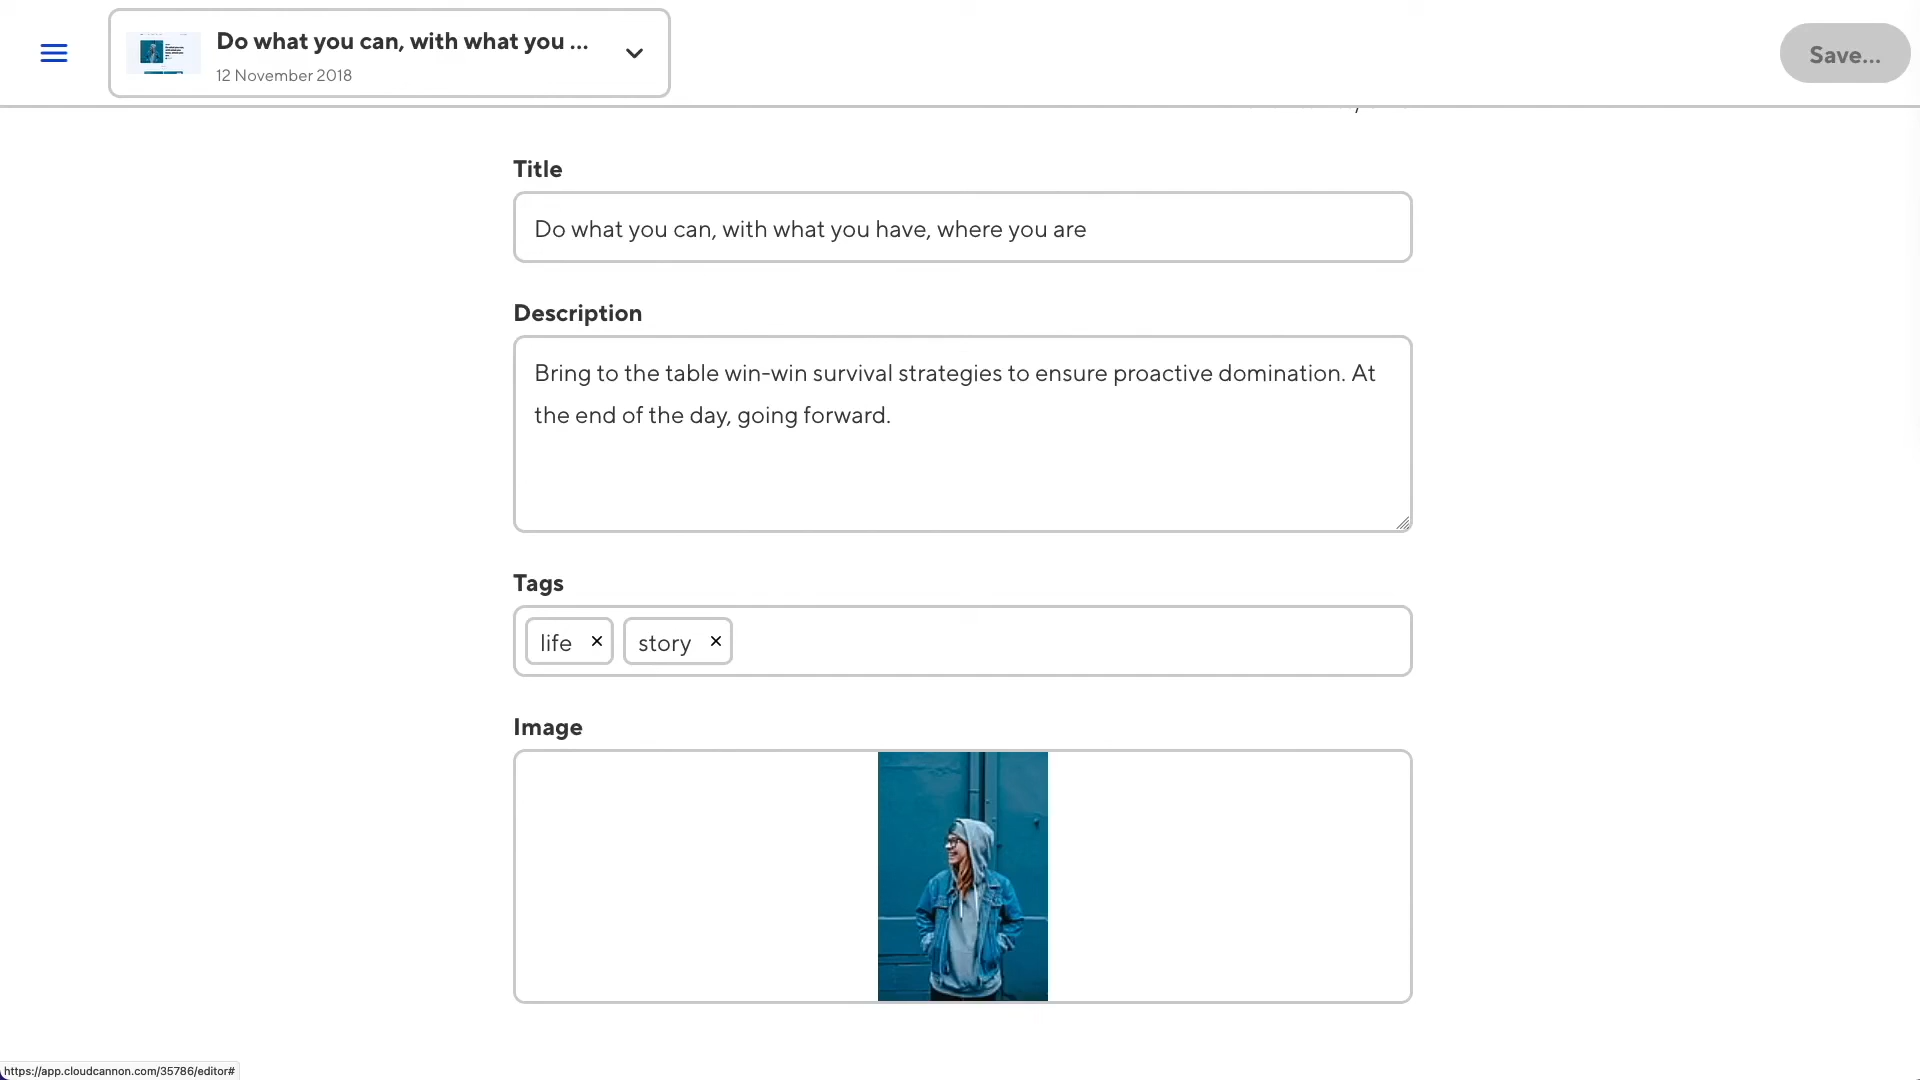 Do what you can, with what you ...
12 November 2018
Save...
Title
Do what you can, with what you have, where you are
Description
Bring to the table win-win survival strategies to ensure proactive domination. At
the end of the day, going forward.
Tags
life ×
story ×
Image
https://app.cloudcannon.com/35786/editor#